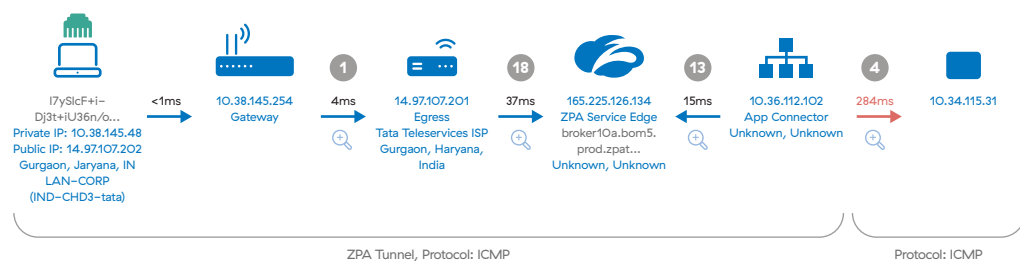 1
18
13
4
I7ySIcF+i-
Dj3t+iU36n/o...
Private IP: 10.38.145.48
Public IP: 14.97.107.202
Gurgaon, Jaryana, IN
LAN-CORP
(IND-CHD3-tata)
<1ms
10.38.145.254
Gateway
4ms
14.97.107.201
Egress
Tata Teleservices ISP
Gurgaon, Haryana,
India
37ms
165.225.126.134
ZPA Service Edge
broker10a.bom5.
prod.zpat...
Unknown, Unknown
15ms
10.36.112.102
App Connector
Unknown, Unknown
284ms
10.34.115.31
ZPA Tunnel, Protocol: ICMP
Protocol: ICMP